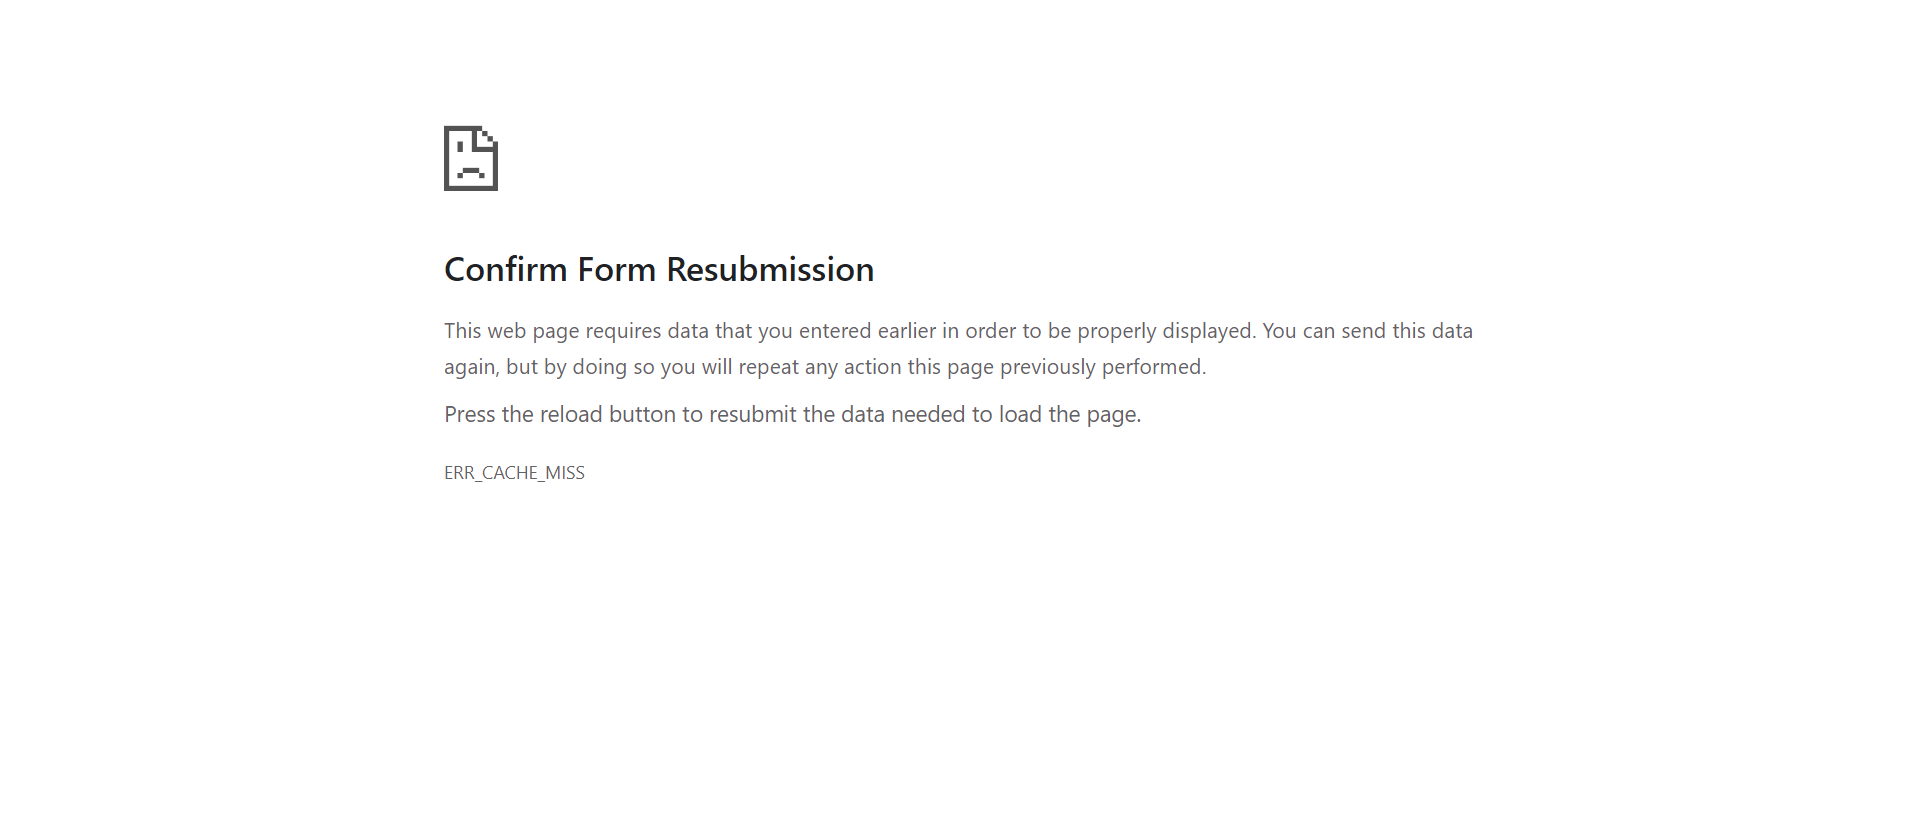 Confirm Form Resubmission
This web page requires data that you entered earlier in order to be properly displayed. You can send this data
again, but by doing so you will repeat any action this page previously performed.
Press the reload button to resubmit the data needed to load the page.
ERR_CACHE_MISS